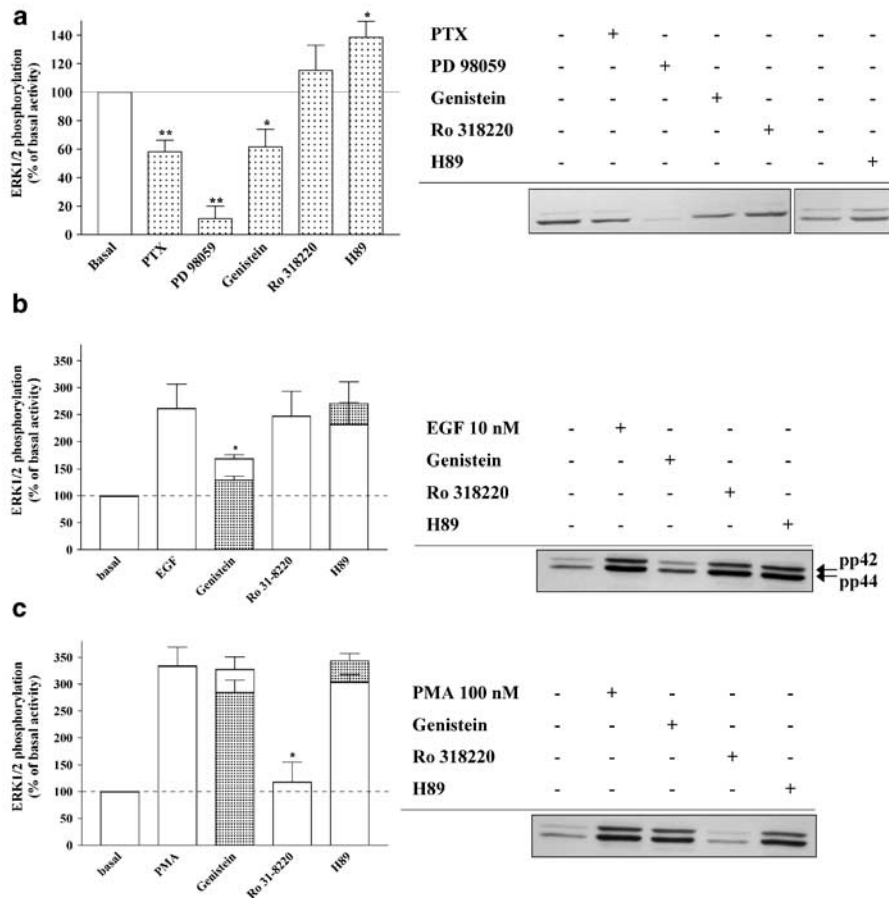 a
ERK1/2 phosphorylation
(% of basal activity)
140
120
100
80
60
40
20
0
**
**
*
*
Basal
PTX
PD 98059
Genistein
Ro 318220
H89
PTX - + - - - - -
PD 98059 - - + - - - -
Genistein - - - + - - -
Ro 318220 - - - - + - -
H89 - - - - - - +
b
ERK1/2 phosphorylation
(% of basal activity)
350
300
250
200
150
100
50
0
*
basal
EGF
Genistein
Ro 31-8220
H89
EGF 10 nM - + - - -
Genistein - - + - -
Ro 318220 - - - + -
H89 - - - - +
pp42
pp44
c
ERK1/2 phosphorylation
(% of basal activity)
350
300
250
200
150
100
50
0
*
basal
PMA
Genistein
Ro 31-8220
H89
PMA 100 nM - + - - -
Genistein - - + - -
Ro 318220 - - - + -
H89 - - - - +